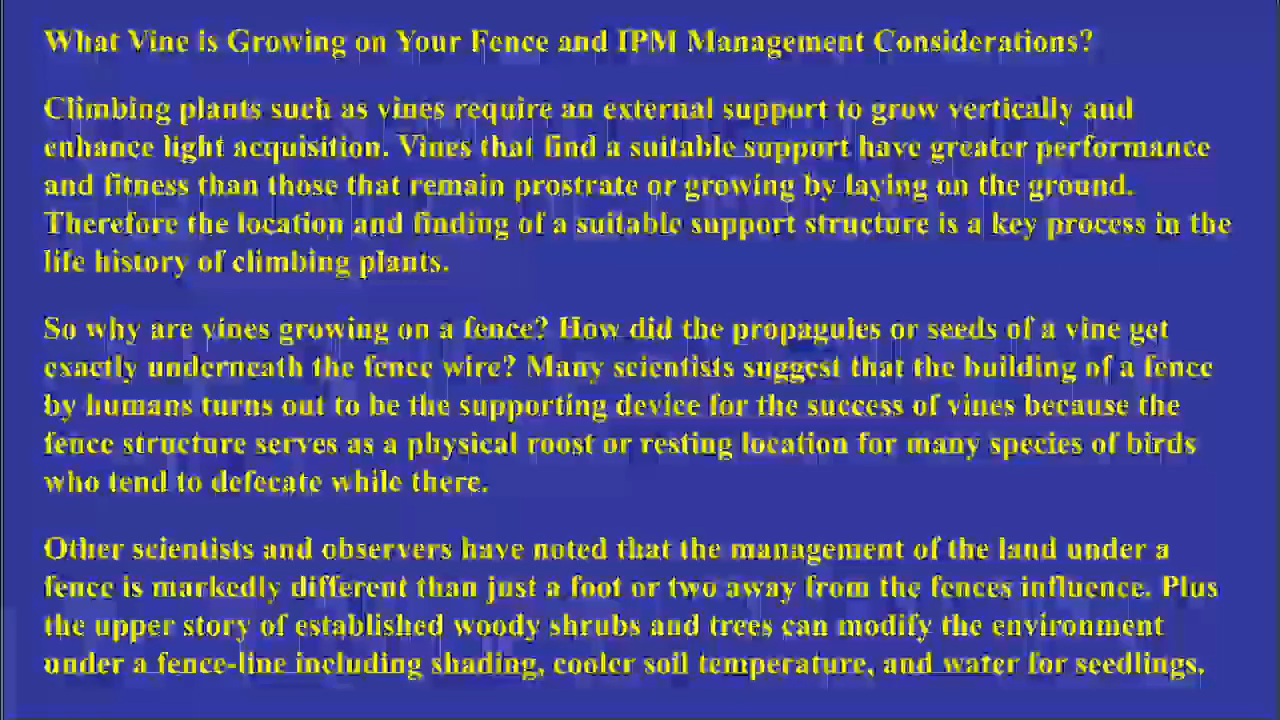 What Vine is Growing on Your Fence and IPM Management Considerations?
Climbing plants such as vines require an external support to grow vertically and
enhance light acquisition. Vines that find a suitable support have greater performance
and fitness than those that remain prostrate or growing by laying on the ground.
Therefore the location and finding of a suitable support structure is a key process in the
life history of climbing plants.
So why are vines growing on a fence? How did the propagules or seeds of a vine get
exactly underneath the fence wire? Many scientists suggest that the building of a fence
by humans turns out to be the supporting device for the success of vines because the
fence structure serves as a physical roost or resting location for many species of birds
who tend to defecate while there.
Other scientists and observers have noted that the management of the land under a
fence is markedly different than just a foot or two away from the fences influence. Plus
the upper story of established woody shrubs and trees can modify the environment
under a fence-line including shading, cooler soil temperature, and water for seedlings.